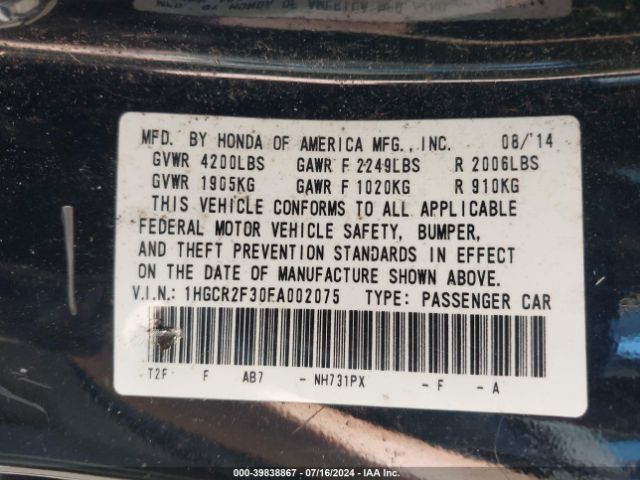 MFD. BY HONDA OF AMERICA MFG., INC. 08/'14
GVWR 4200LBS GAWR F 2249LBS R 2006LBS
GVWR 1905KG GAWR F 1020KG R 910KG
THIS VEHICLE CONFORMS TO ALL APPLICABLE
FEDERAL MOTOR VEHICLE SAFETY, BUMPER,
AND THEFT PREVENTION STANDARDS IN EFFECT
ON THE DATE OF MANUFACTURE SHOWN ABOVE.
V.I.N.: 1HGCR2F30FA002075 TYPE: PASSENGER CAR
T2F F AB7 - NH731PX - F - A
000-39838867 - 07/16/2024 - IAA Inc.